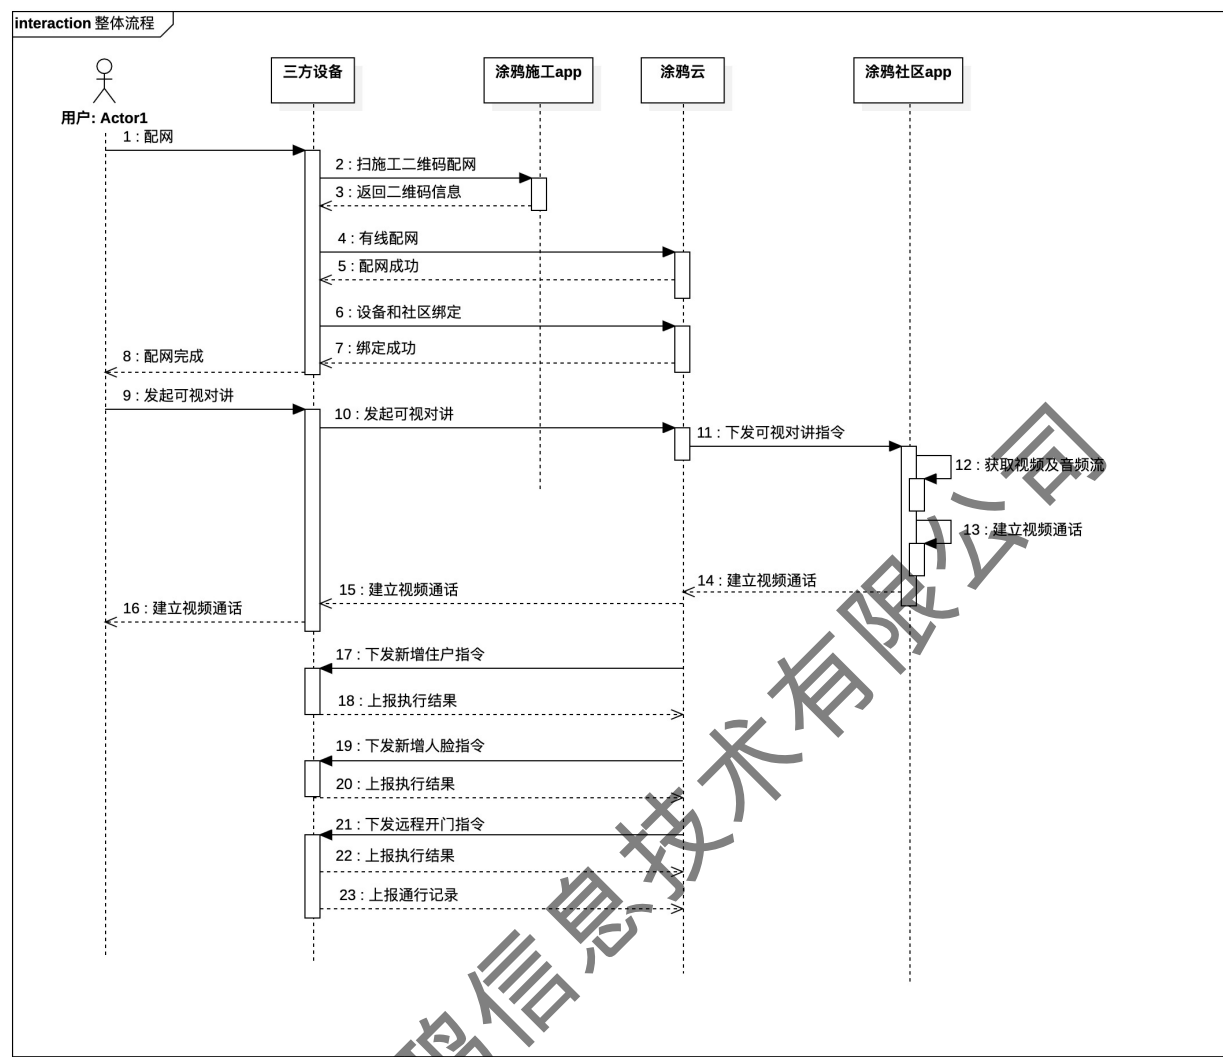 interaction 整体流程
三方设备
涂鸦施工app
涂鸦云
涂鸦社区app
用户: Actor1
1 : 配网
2 : 扫施工二维码配网
3 : 返回二维码信息
4 : 有线配网
5 : 配网成功
6 : 设备和社区绑定
7 : 绑定成功
8 : 配网完成
9 : 发起可视对讲
10 : 发起可视对讲
11 : 下发可视对讲指令
12 : 获取视频及音频流
13 : 建立视频通话
14 : 建立视频通话
15 : 建立视频通话
16 : 建立视频通话
17 : 下发新增住户指令
18 : 上报执行结果
19 : 下发新增人脸指令
20 : 上报执行结果
21 : 下发远程开门指令
22 : 上报执行结果
23 : 上报通行记录
信息技术有限公司